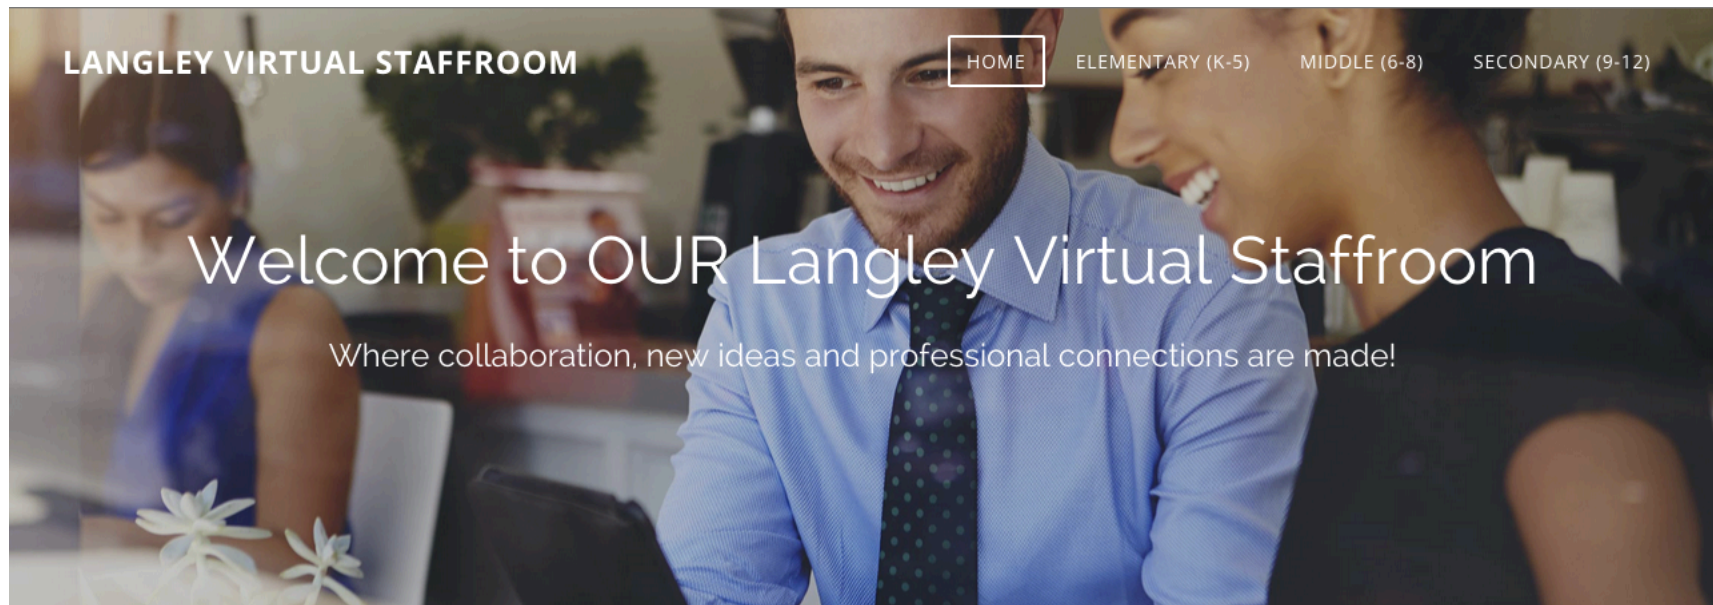 LANGLEY VIRTUAL STAFFROOM
HOME ELEMENTARY (K-5) MIDDLE (6-8) SECONDARY (9-12)
Welcome to OUR Langley Virtual Staffroom
Where collaboration, new ideas and professional connections are made!